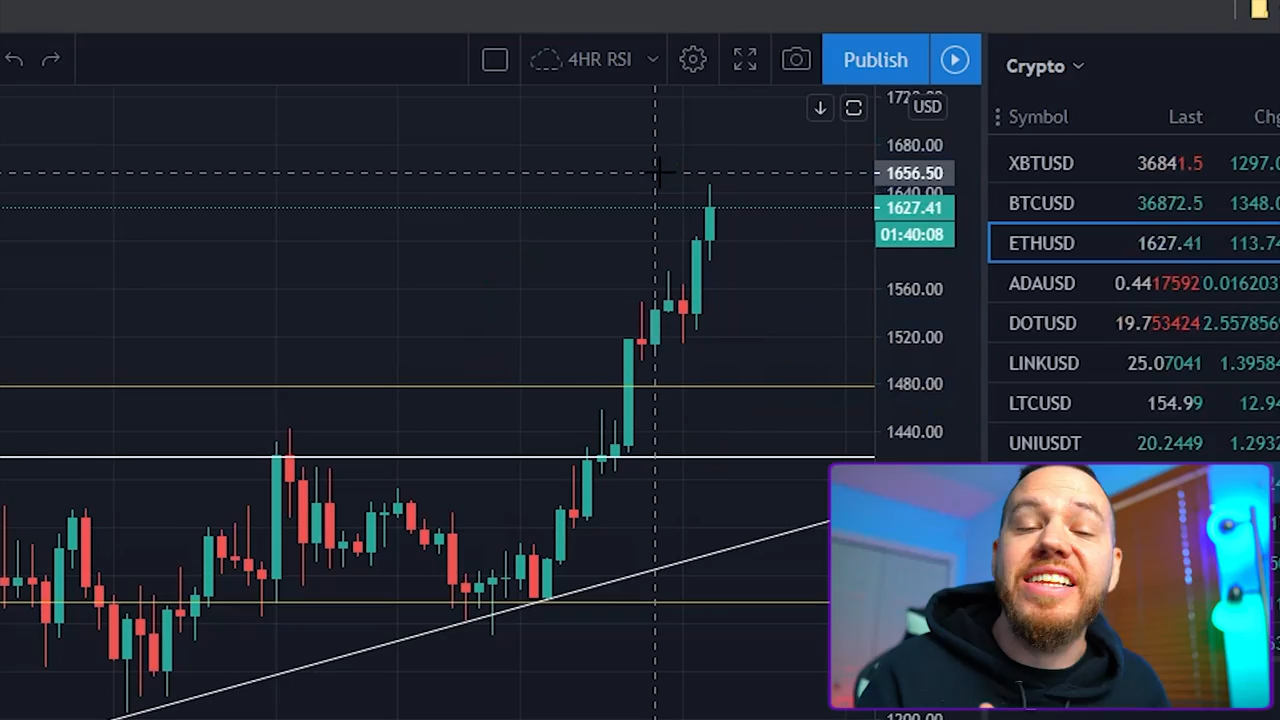 4HR RSI
Publish
Crypto
USD
1680.00
1656.50
1640.00
1627.41
01:40:08
1560.00
1520.00
1480.00
1440.00
Symbol Last
XBTUSD 36841.5 1297.0
BTCUSD 36872.5 1348.0
ETHUSD 1627.41 113.74
ADAUSD 0.4417592 0.016203
DOTUSD 19.753424 2.557856
LINKUSD 25.07041 1.39584
LTCUSD 154.99 12.94
UNIUSDT 20.2449 1.2932